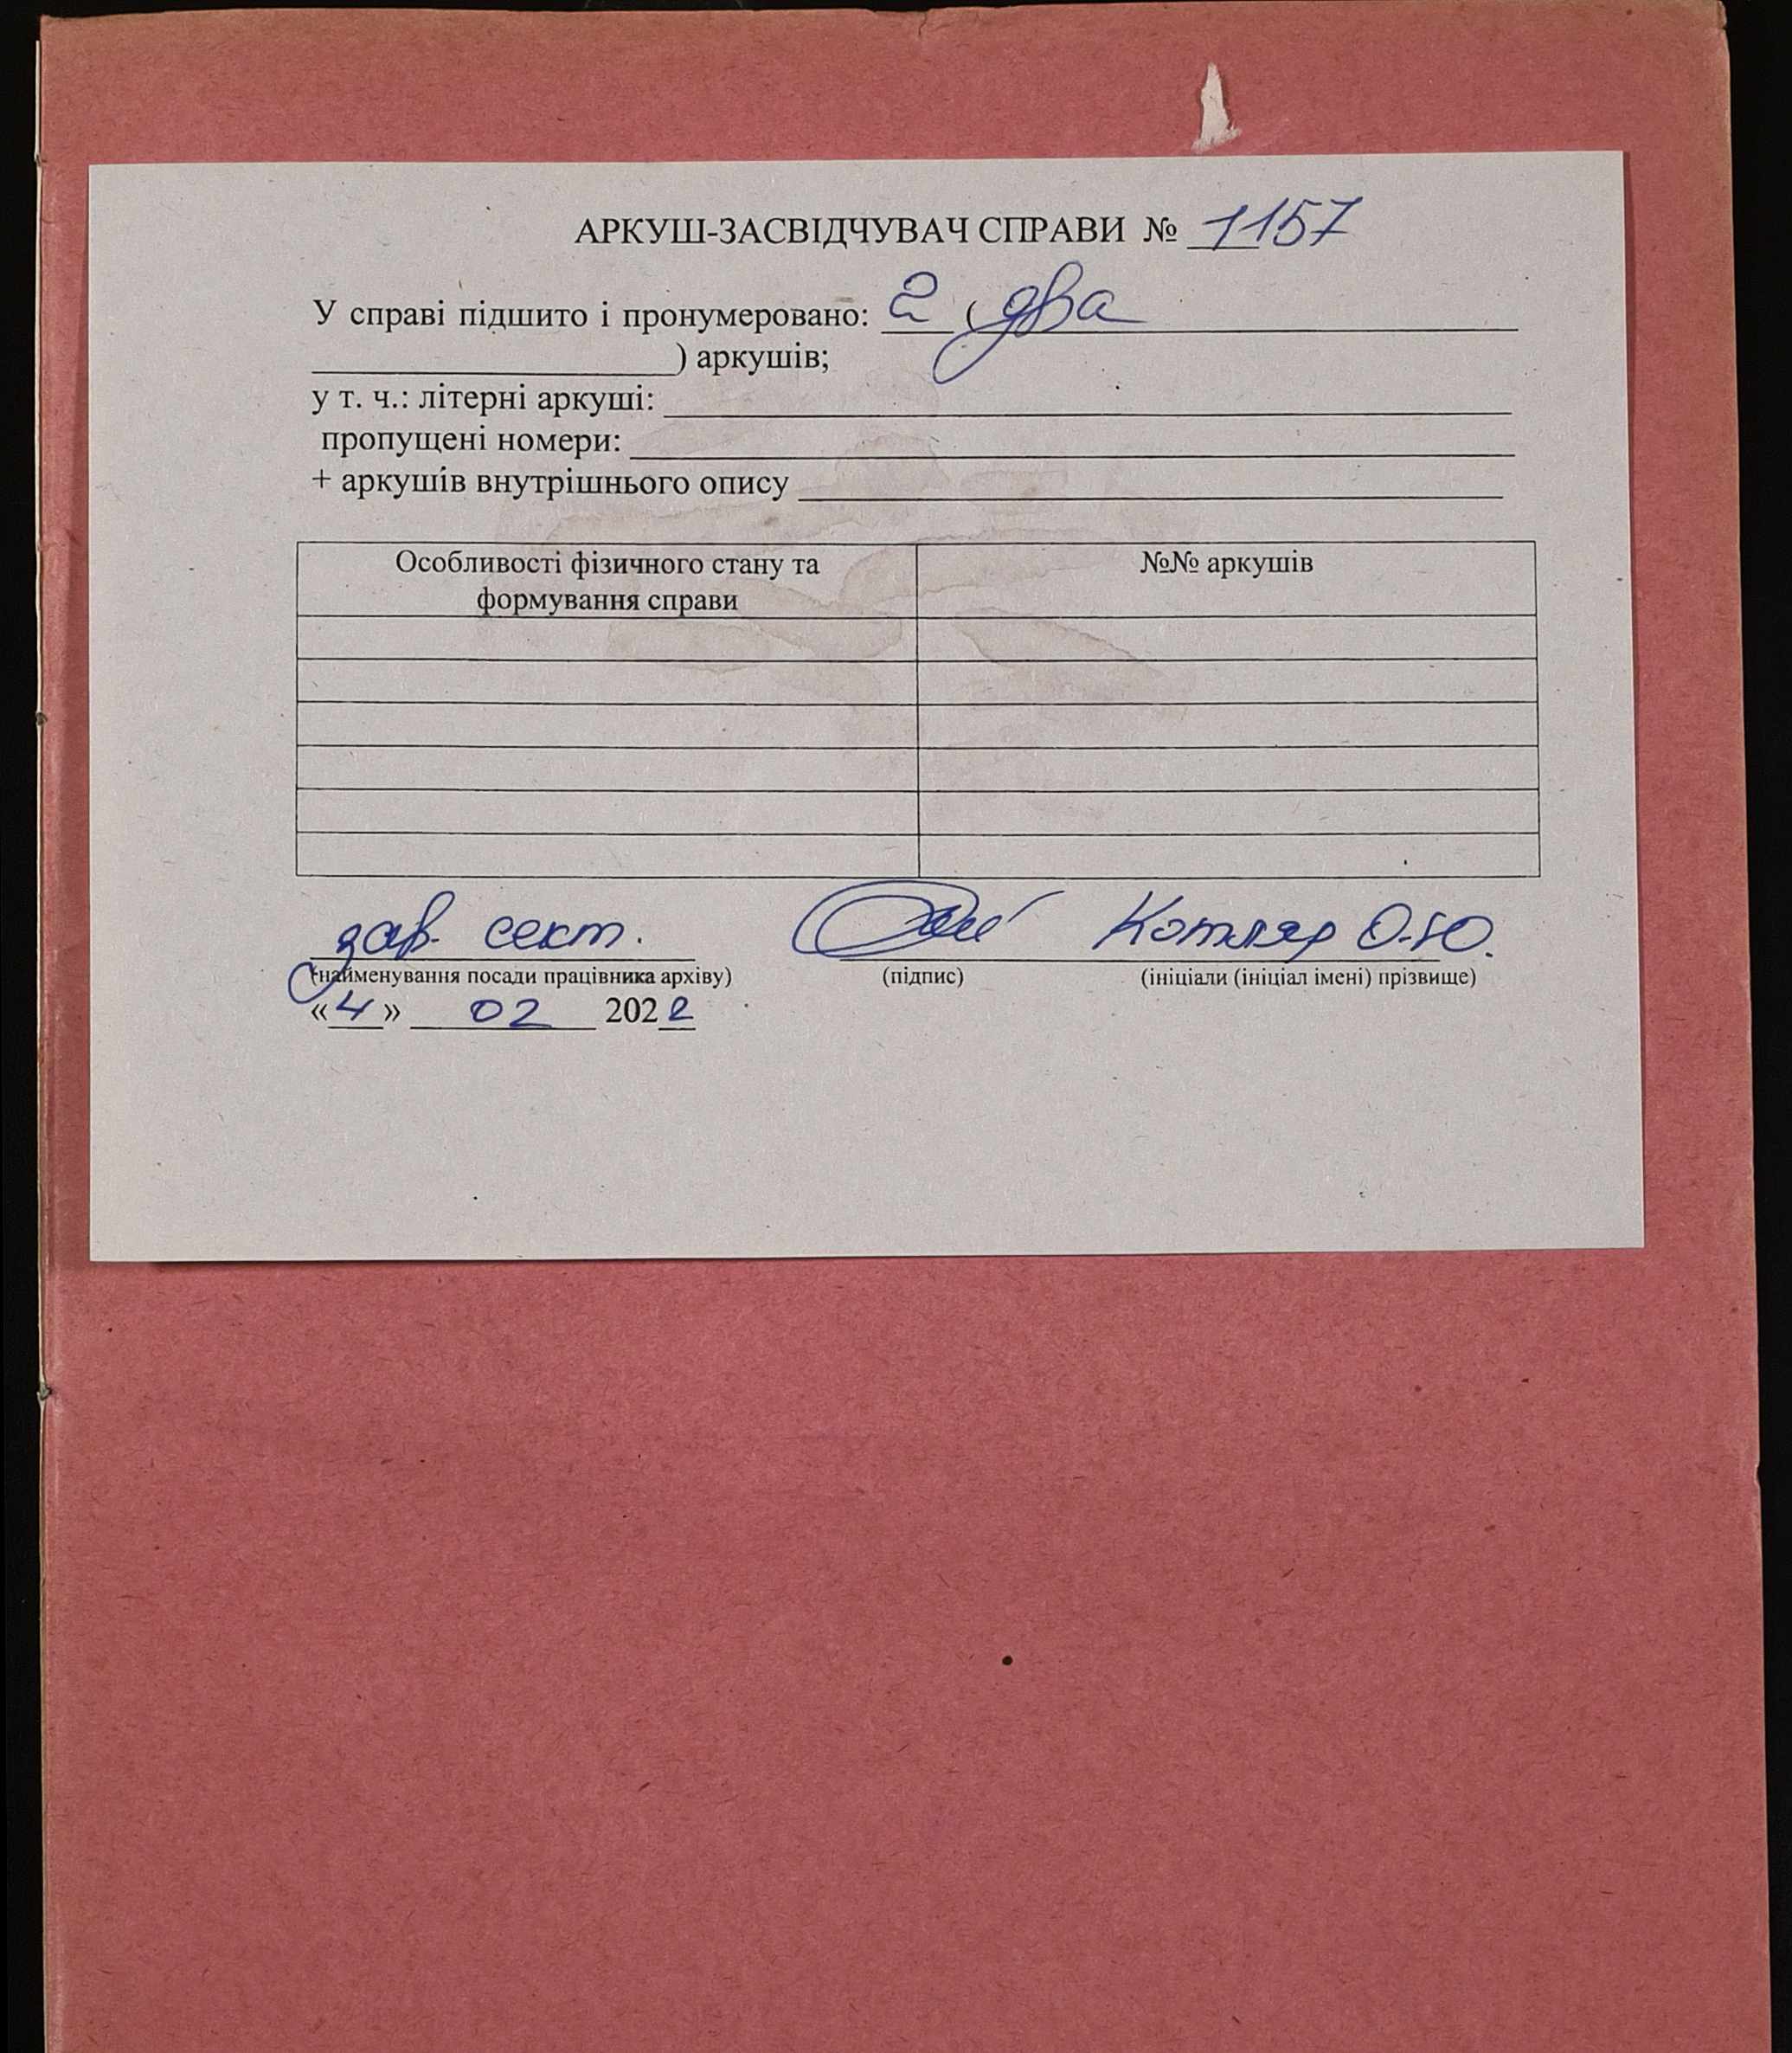 АРКУШ-ЗАСВІДЧУВАЧ СПРАВИ № 1157
У справі підшито і пронумеровано: 2 ( два
) аркушів;
у т. ч.: літерні аркуші:
пропущені номери:
+ аркушів внутрішнього опису
Особливості фізичного стану та
формування справи
№№ аркушів
зав. сект. Котляр О.Ю.
(найменування посади працівника архіву) (підпис) (ініціали (ініціал імені) прізвище)
«4» 02 2022